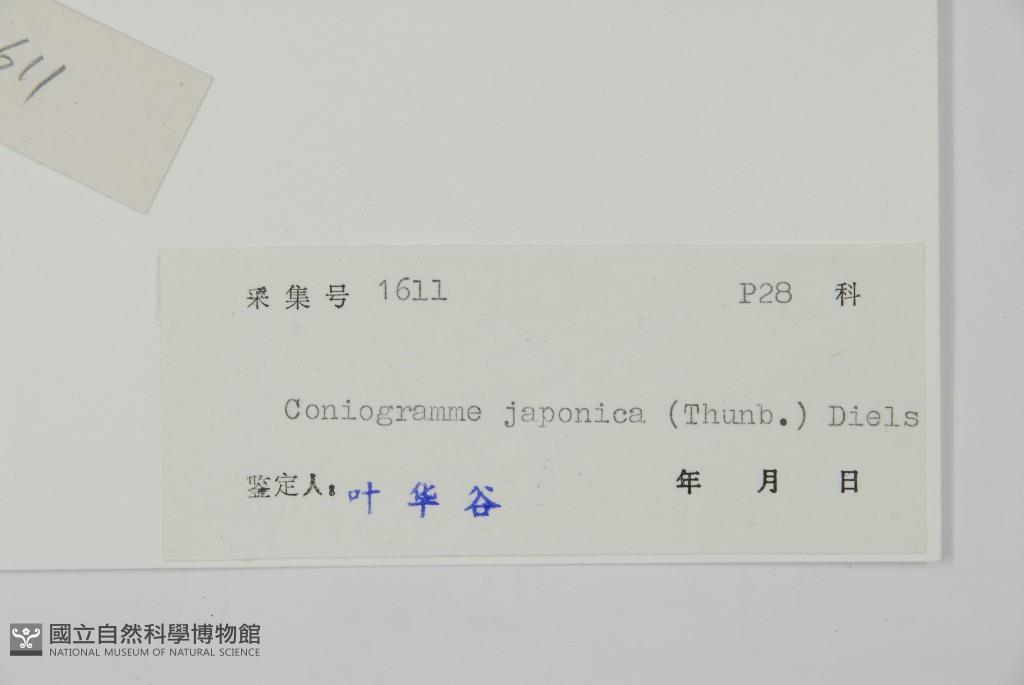 611
采集号 1611 P28 科
Coniogramme japonica (Thunb.) Diels
鉴定人: 叶华谷 年 月 日
國立自然科學博物館
NATIONAL MUSEUM OF NATURAL SCIENCE